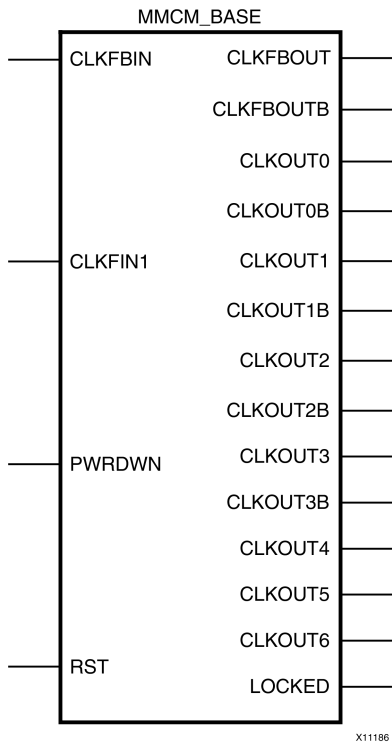 MMCM_BASE
CLKFBIN
CLKFIN1
PWRDWN
RST
CLKFBOUT
CLKFBOUTB
CLKOUT0
CLKOUT0B
CLKOUT1
CLKOUT1B
CLKOUT2
CLKOUT2B
CLKOUT3
CLKOUT3B
CLKOUT4
CLKOUT5
CLKOUT6
LOCKED
X11186